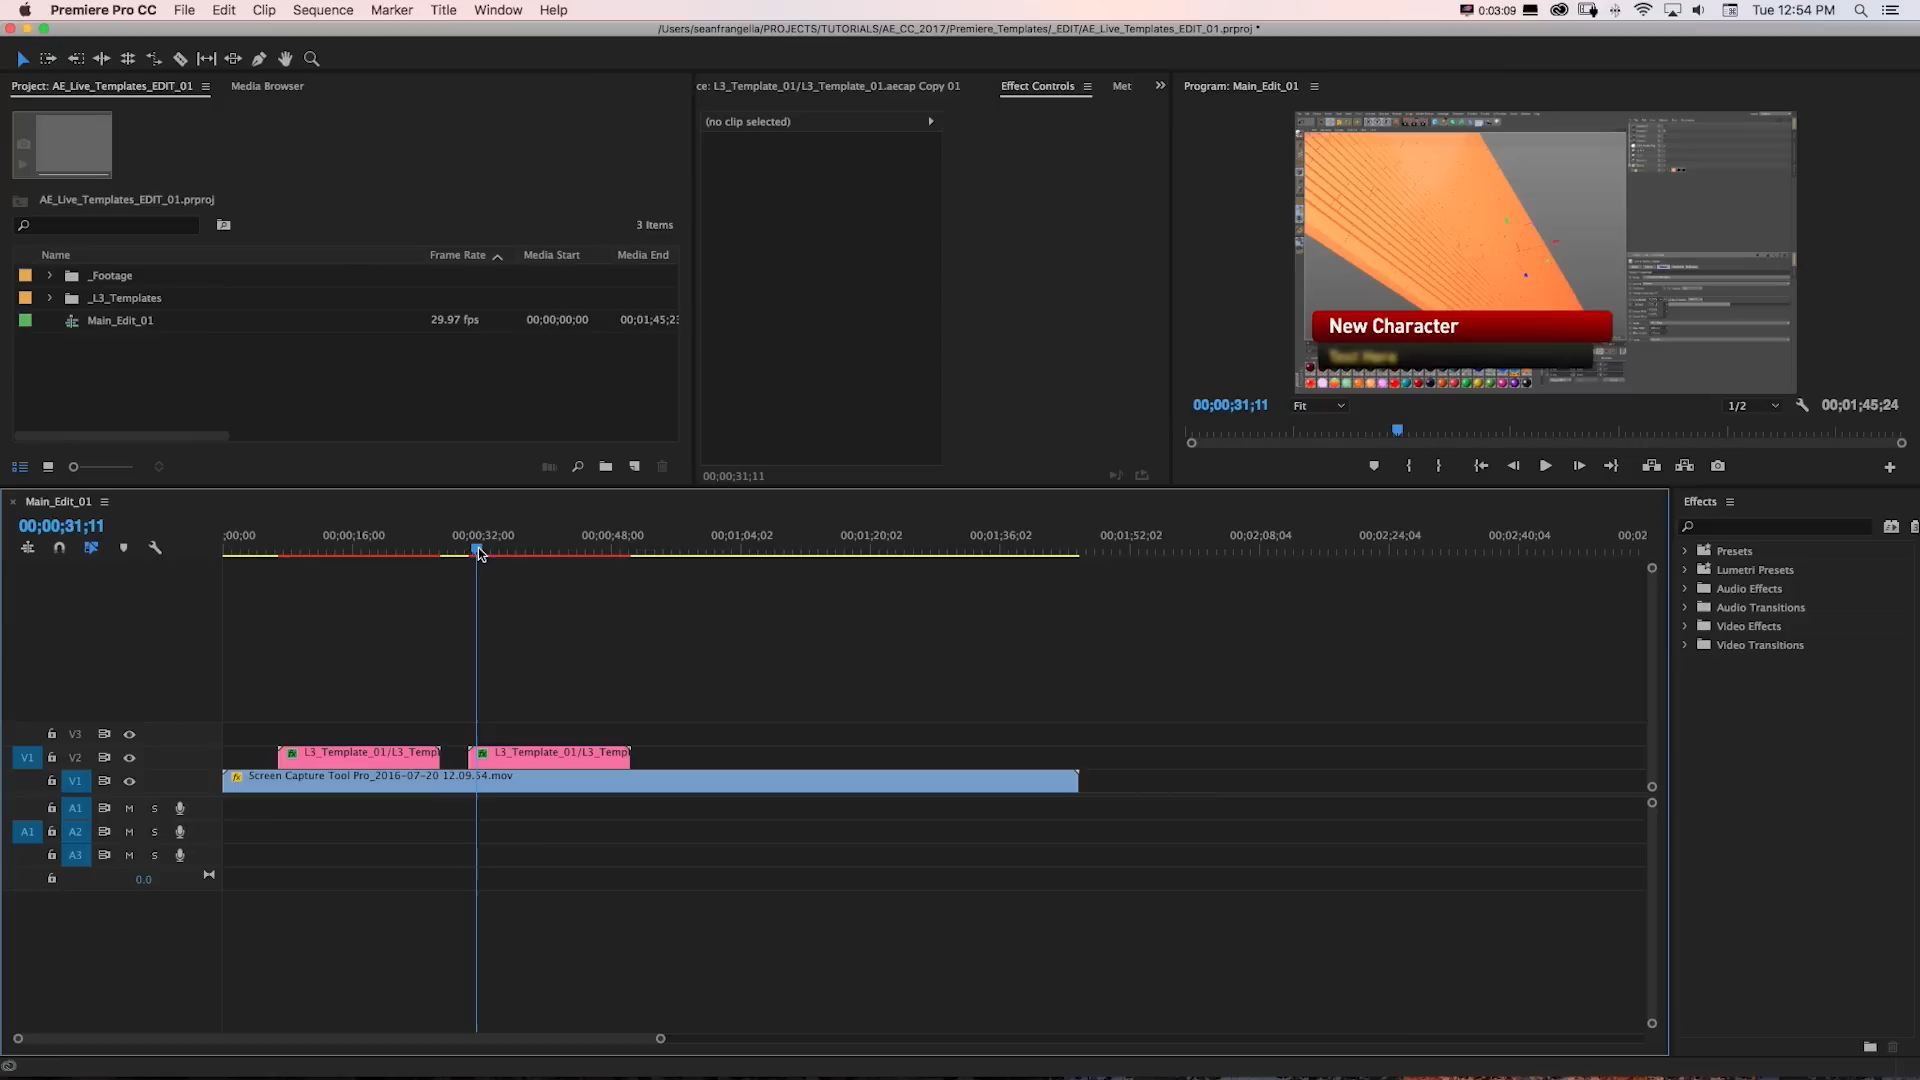 Premiere Pro CC File Edit Clip Sequence Marker Title Window Help 0:03:09 Tue 12:54 PM
/Users/seanfrangella/PROJECTS/TUTORIALS/AE_CC_2017/Premiere_Templates/_EDIT/AE_Live_Templates_EDIT_01.prproj *
Project: AE_Live_Templates_EDIT_01 Media Browser ce: L3_Template_01/L3_Template_01.aecap Copy 01 Effect Controls Met Program: Main_Edit_01
(no clip selected)
AE_Live_Templates_EDIT_01.prproj
3 Items
Name Frame Rate Media Start Media End
_Footage
_L3_Templates
Main_Edit_01 29.97 fps 00;00;00;00 00;01;45;23
New Character
Text Here
00;00;31;11 Fit 1/2 00;01;45;24
00;00;31;11
Main_Edit_01
00;00;31;11
;00;00 00;00;16;00 00;00;32;00 00;00;48;00 00;01;04;02 00;01;20;02 00;01;36;02 00;01;52;02 00;02;08;04 00;02;24;04 00;02;40;04 00;02
Effects
Presets
Lumetri Presets
Audio Effects
Audio Transitions
Video Effects
Video Transitions
V3
V1 V2 L3_Template_01/L3_Temp L3_Template_01/L3_Temp
V1 Screen Capture Tool Pro_2016-07-20 12.09.54.mov
A1 M S
A1 A2 M S
A3 M S
0.0